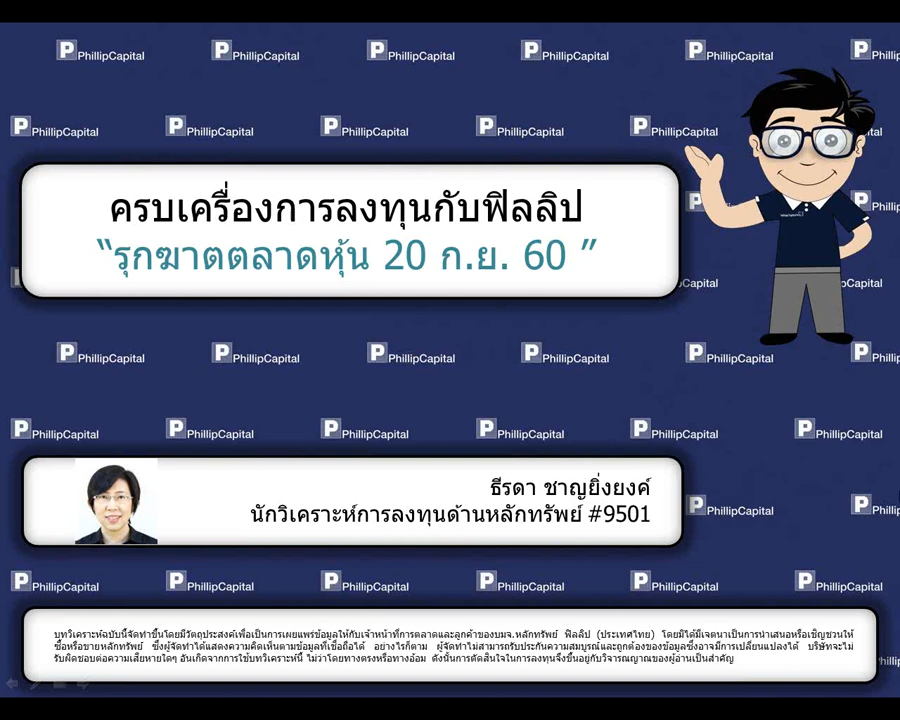 ครบเครื่องการลงทุนกับฟิลลิป
“รุกฆาตตลาดหุ้น 20 ก.ย. 60 ”
ธีรดา ชาญยิ่งยงค์
นักวิเคราะห์การลงทุนด้านหลักทรัพย์ #9501
บทวิเคราะห์ฉบับนี้จัดทำขึ้นโดยมีวัตถุประสงค์เพื่อเป็นการเผยแพร่ข้อมูลให้กับเจ้าหน้าที่การตลาดและลูกค้าของบมจ.หลักทรัพย์ ฟิลลิป (ประเทศไทย) โดยมิได้มีเจตนาเป็นการนำเสนอหรือเชิญชวนให้
ซื้อหรือขายหลักทรัพย์ ซึ่งผู้จัดทำได้แสดงความคิดเห็นตามข้อมูลที่เชื่อถือได้ อย่างไรก็ตาม ผู้จัดทำไม่สามารถรับประกันความสมบูรณ์และถูกต้องของข้อมูลซึ่งอาจมีการเปลี่ยนแปลงได้ บริษัทจะไม่
รับผิดชอบต่อความเสียหายใดๆ อันเกิดจากการใช้บทวิเคราะห์นี้ ไม่ว่าโดยทางตรงหรือทางอ้อม ดังนั้นการตัดสินใจในการลงทุนจึงขึ้นอยู่กับวิจารณญาณของผู้อ่านเป็นสำคัญ